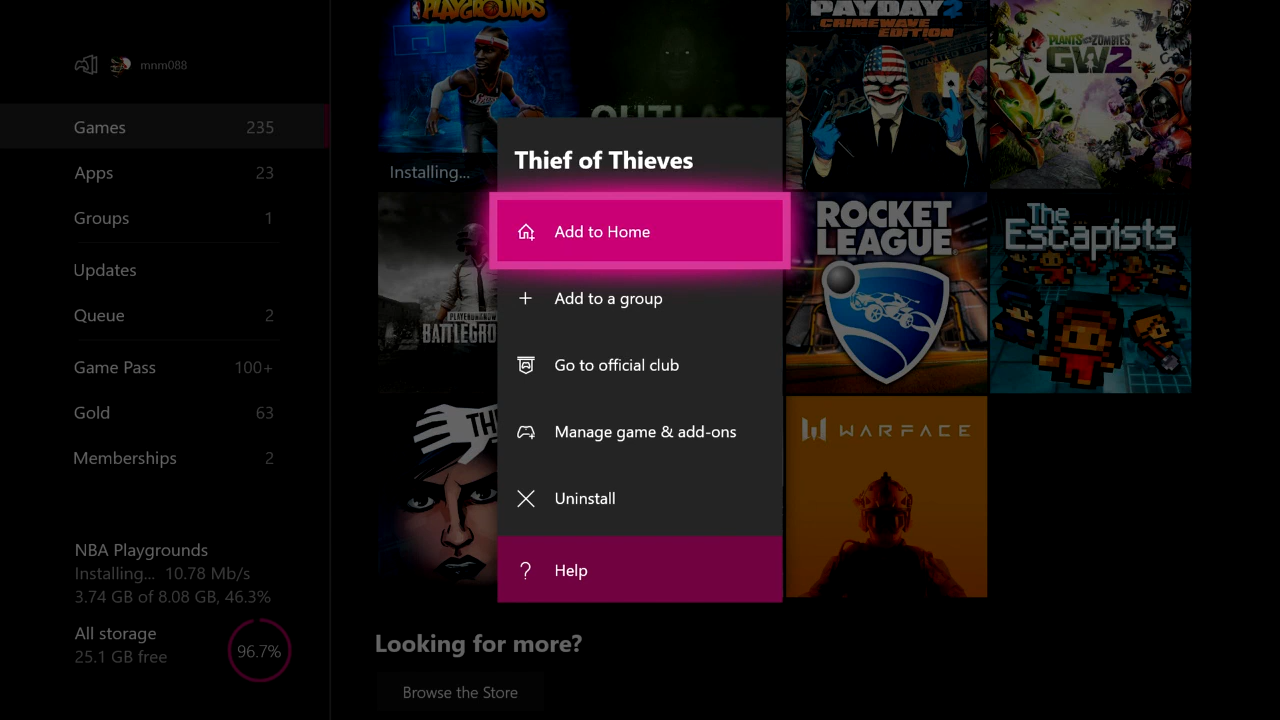 mnm088
Games 235
Apps 23
Groups 1
Updates
Queue 2
Game Pass 100+
Gold 63
Memberships 2
NBA Playgrounds
Installing... 10.78 Mb/s
3.74 GB of 8.08 GB, 46.3%
All storage
25.1 GB free
96.7%
PLAYGROUNDS
Installing...
OUTLAST
PAYDAY 2
CRIMEWAVE
EDITION
PLANTS VS ZOMBIES
GW2
Thief of Thieves
Add to Home
Add to a group
Go to official club
Manage game & add-ons
Uninstall
Help
ROCKET
LEAGUE
The
Escapists
WARFACE
Looking for more?
Browse the Store